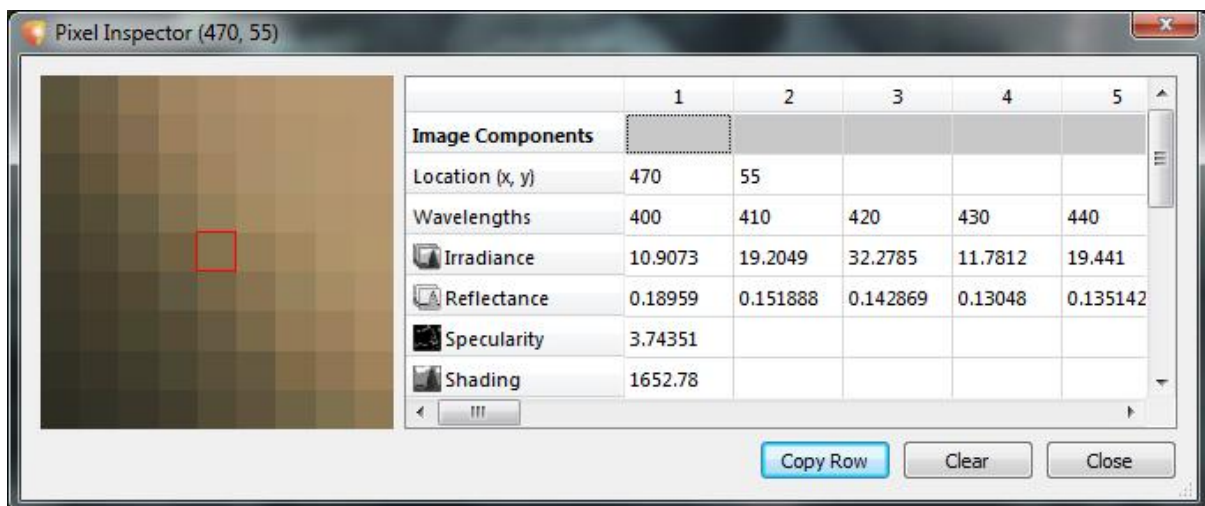 Pixel Inspector (470, 55)
1 2 3 4 5
Image Components
Location (x, y) 470 55
Wavelengths 400 410 420 430 440
Irradiance 10.9073 19.2049 32.2785 11.7812 19.441
Reflectance 0.18959 0.151888 0.142869 0.13048 0.135142
Specularity 3.74351
Shading 1652.78
Copy Row Clear Close